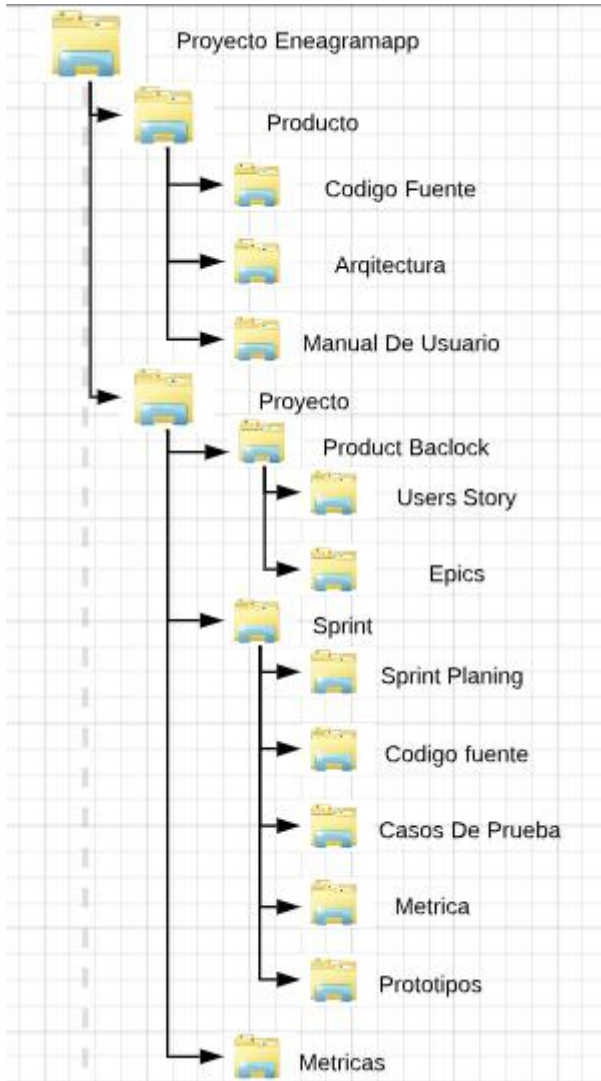 Proyecto Eneagramapp
Producto
Codigo Fuente
Arqitectura
Manual De Usuario
Proyecto
Product Baclock
Users Story
Epics
Sprint
Sprint Planing
Codigo fuente
Casos De Prueba
Metrica
Prototipos
Metricas